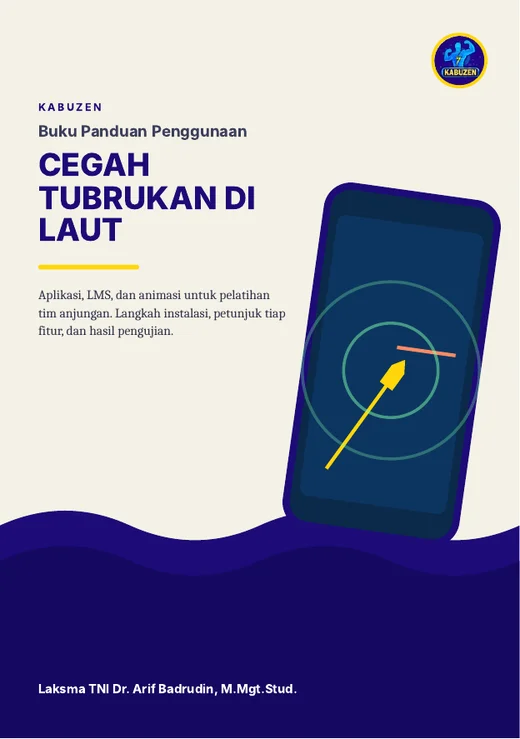 KABUZEN
KABUZEN
Buku Panduan Penggunaan
CEGAH
TUBRUKAN DI
LAUT
Aplikasi, LMS, dan animasi untuk pelatihan
tim anjungan. Langkah instalasi, petunjuk tiap
fitur, dan hasil pengujian.
Laksma TNI Dr. Arif Badrudin, M.Mgt.Stud.